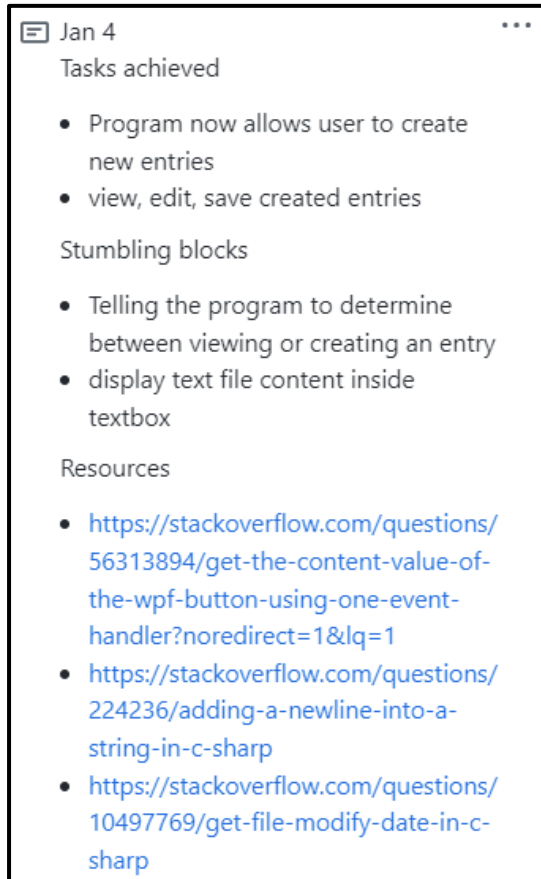 Jan 4
Tasks achieved
• Program now allows user to create
new entries
• view, edit, save created entries
Stumbling blocks
• Telling the program to determine
between viewing or creating an entry
• display text file content inside
textbox
Resources
• https://stackoverflow.com/questions/
56313894/get-the-content-value-of-
the-wpf-button-using-one-event-
handler?noredirect=1&lq=1
• https://stackoverflow.com/questions/
224236/adding-a-newline-into-a-
string-in-c-sharp
• https://stackoverflow.com/questions/
10497769/get-file-modify-date-in-c-
sharp